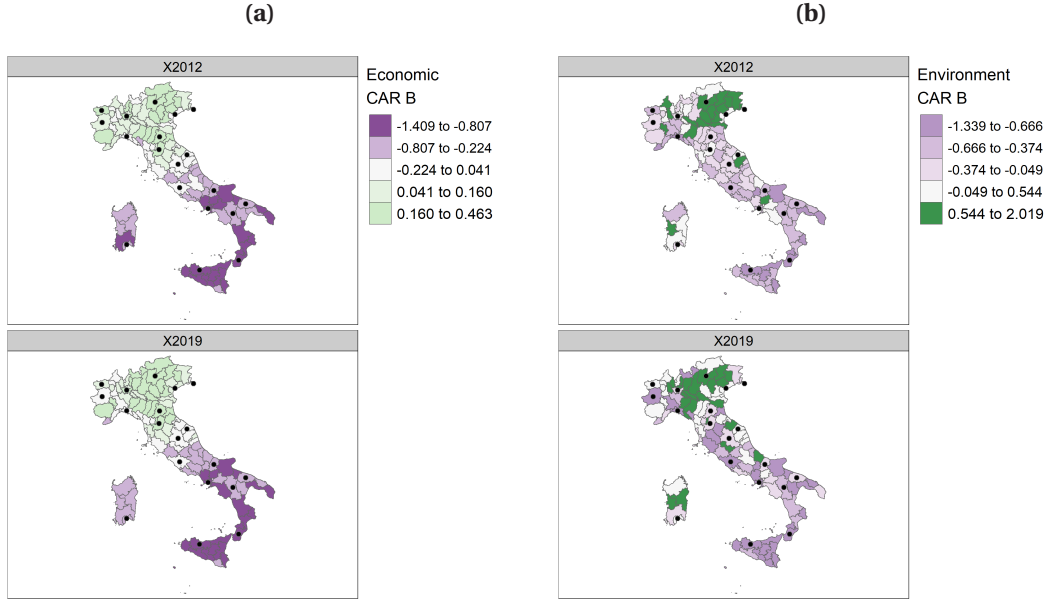 (a)
(b)
X2012
Economic
CAR B
-1.409 to -0.807
-0.807 to -0.224
-0.224 to 0.041
0.041 to 0.160
0.160 to 0.463
X2012
Environment
CAR B
-1.339 to -0.666
-0.666 to -0.374
-0.374 to -0.049
-0.049 to 0.544
0.544 to 2.019
X2019
X2019